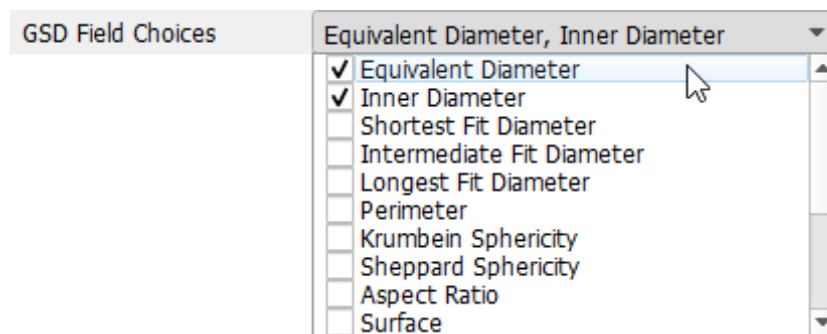 GSD Field Choices
Equivalent Diameter, Inner Diameter
Equivalent Diameter
Inner Diameter
Shortest Fit Diameter
Intermediate Fit Diameter
Longest Fit Diameter
Perimeter
Krumbein Sphericity
Sheppard Sphericity
Aspect Ratio
Surface